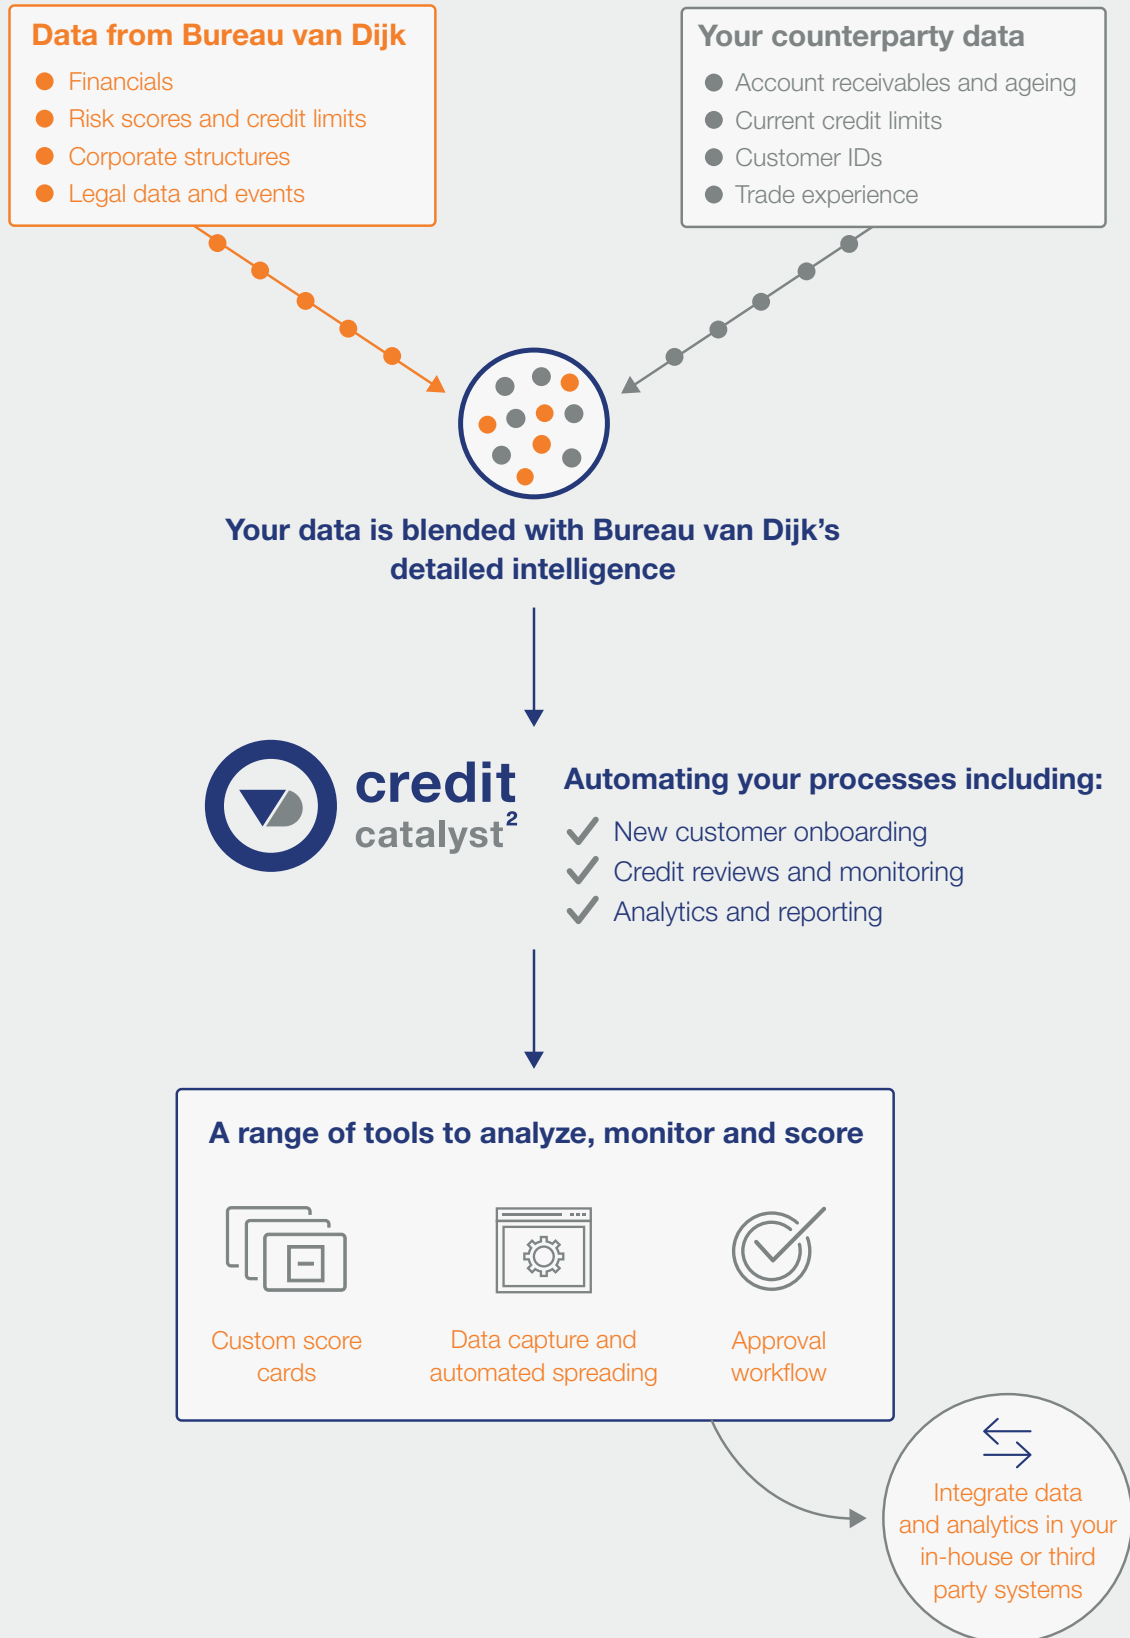 Data from Bureau van Dijk
Financials
Risk scores and credit limits
Corporate structures
Legal data and events
Your counterparty data
Account receivables and ageing
Current credit limits
Customer IDs
Trade experience
Your data is blended with Bureau van Dijk’s
detailed intelligence
credit
catalyst²
Automating your processes including:
New customer onboarding
Credit reviews and monitoring
Analytics and reporting
A range of tools to analyze, monitor and score
Custom score
cards
Data capture and
automated spreading
Approval
workflow
Integrate data
and analytics in your
in-house or third
party systems